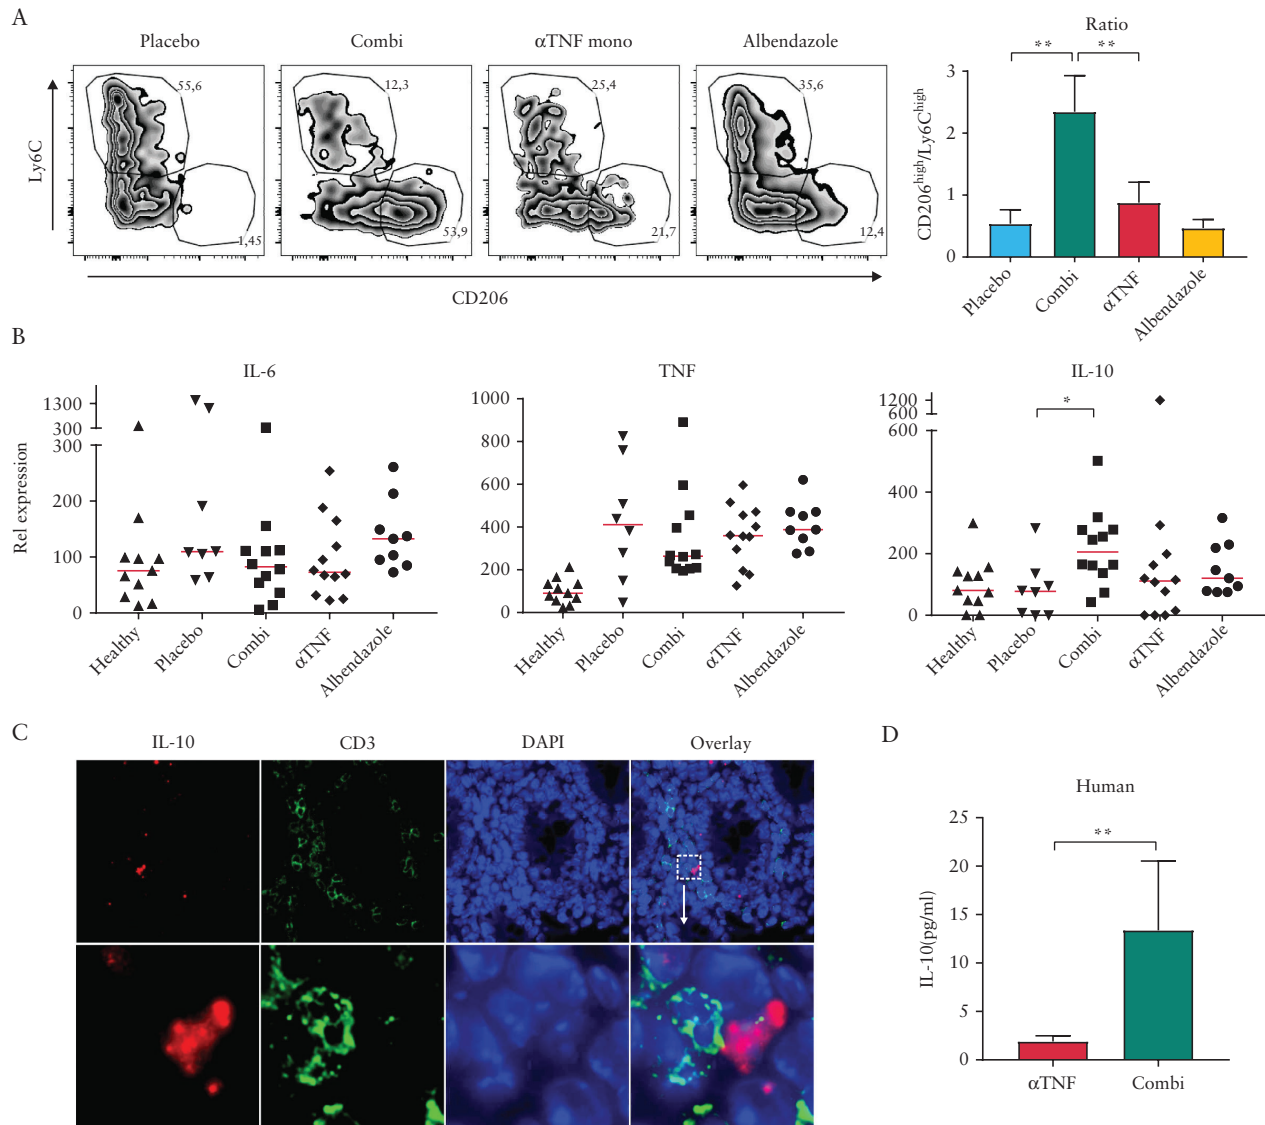 A
Placebo
Combi
αTNF mono
Albendazole
Ratio
55,6
12,3
25,4
35,6
1,45
53,9
21,7
12,4
Ly6C
CD206
** **
CD206high/Ly6Chigh
3
2
1
0
Placebo
Combi
αTNF
Albendazole
B
IL-6
TNF
IL-10
Rel expression
1300
300
300
200
100
0
Healthy
Placebo
Combi
αTNF
Albendazole
1000
800
600
400
200
0
Healthy
Placebo
Combi
αTNF
Albendazole
1200
600
600
400
200
0
*
Healthy
Placebo
Combi
αTNF
Albendazole
C
IL-10
CD3
DAPI
Overlay
D
Human
**
IL-10(pg/ml)
25
20
15
10
5
0
αTNF
Combi